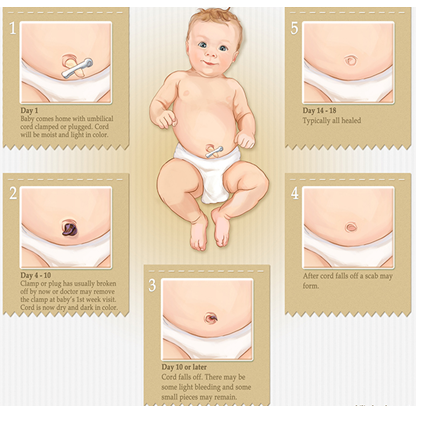 1
Day 1
Baby comes home with umbilical
cord clamped or plugged. Cord
will be moist and light in color.
2
Day 4 - 10
Clamp or plug has usually broken
off by now or doctor may remove
the clamp at baby's 1st week visit.
Cord is now dry and dark in color.
3
Day 10 or later
Cord falls off. There may be
some light bleeding and some
small pieces may remain.
4
After cord falls off a scab may
form.
5
Day 14 - 18
Typically all healed